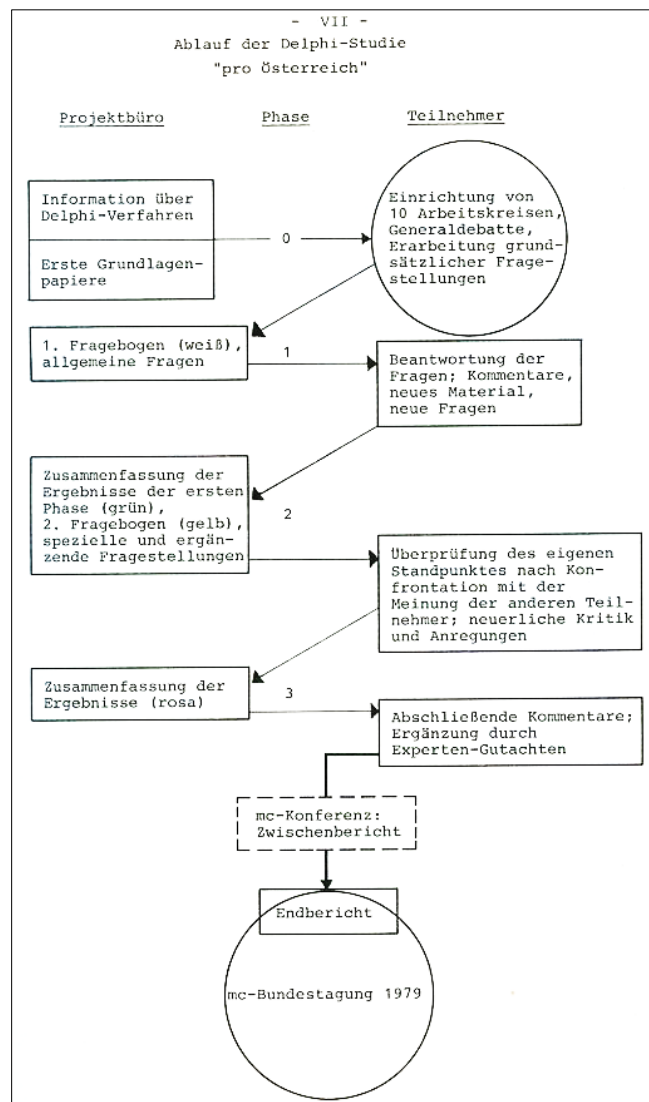 - VII -
Ablauf der Delphi-Studie
"pro Österreich"
Projektbüro Phase Teilnehmer
Information über
Delphi-Verfahren
Erste Grundlagen-
papiere
0
Einrichtung von
10 Arbeitskreisen,
Generaldebatte,
Erarbeitung grund-
sätzlicher Frage-
stellungen
1. Fragebogen (weiß),
allgemeine Fragen
1
Beantwortung der
Fragen; Kommentare,
neues Material,
neue Fragen
Zusammenfassung der
Ergebnisse der ersten
Phase (grün),
2. Fragebogen (gelb),
spezielle und ergän-
zende Fragestellungen
2
Überprüfung des eigenen
Standpunktes nach Kon-
frontation mit der
Meinung der anderen Teil-
nehmer; neuerliche Kritik
und Anregungen
Zusammenfassung der
Ergebnisse (rosa)
3
Abschließende Kommentare;
Ergänzung durch
Experten-Gutachten
mc-Konferenz:
Zwischenbericht
Endbericht
mc-Bundestagung 1979